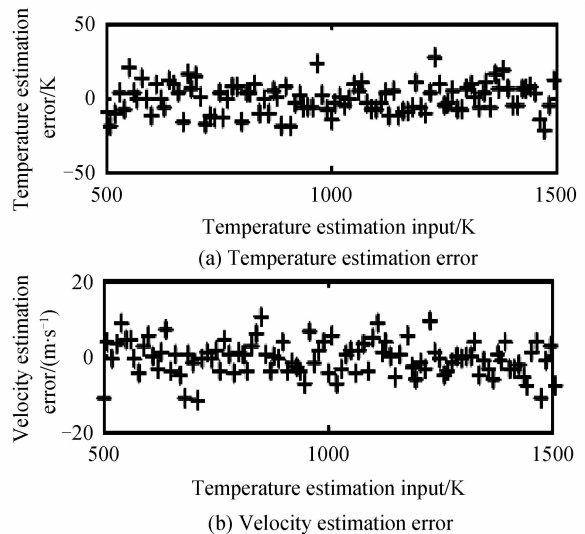 Temperature estimation
error/K
50
0
−50
500
1000
1500
Temperature estimation input/K
(a) Temperature estimation error
Velocity estimation
error/(m·s⁻¹)
20
0
−20
500
1000
1500
Temperature estimation input/K
(b) Velocity estimation error